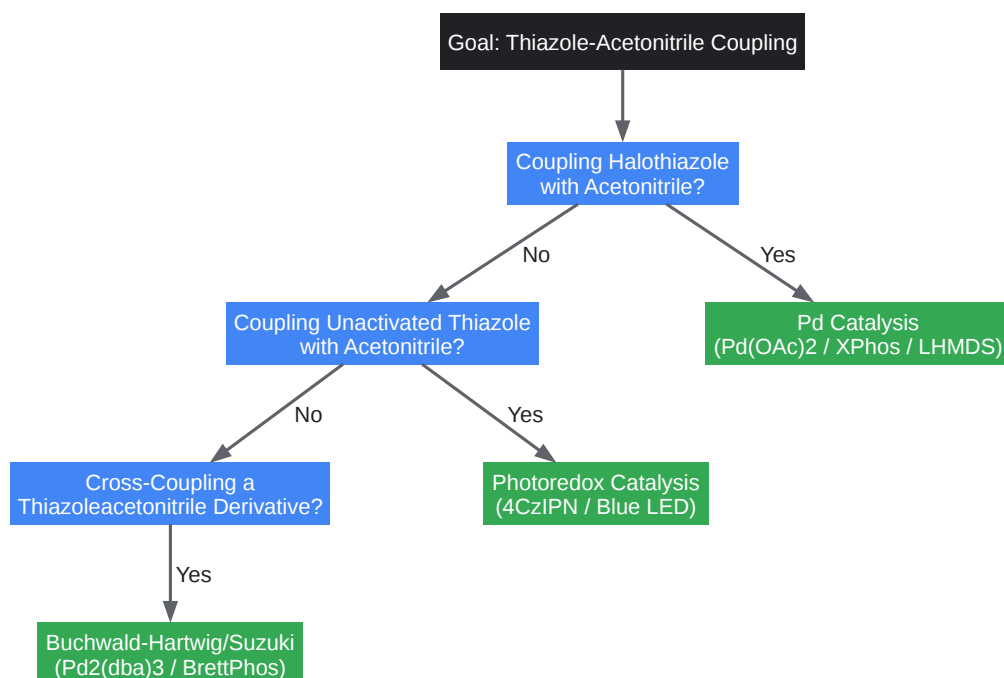 Goal: Thiazole-Acetonitrile Coupling
Coupling Halothiazole
with Acetonitrile?
No
Yes
Coupling Unactivated Thiazole
with Acetonitrile?
Pd Catalysis
(Pd(OAc)2 / XPhos / LHMDS)
No
Yes
Cross-Coupling a
Thiazoleacetonitrile Derivative?
Photoredox Catalysis
(4CzIPN / Blue LED)
Yes
Buchwald-Hartwig/Suzuki
(Pd2(dba)3 / BrettPhos)